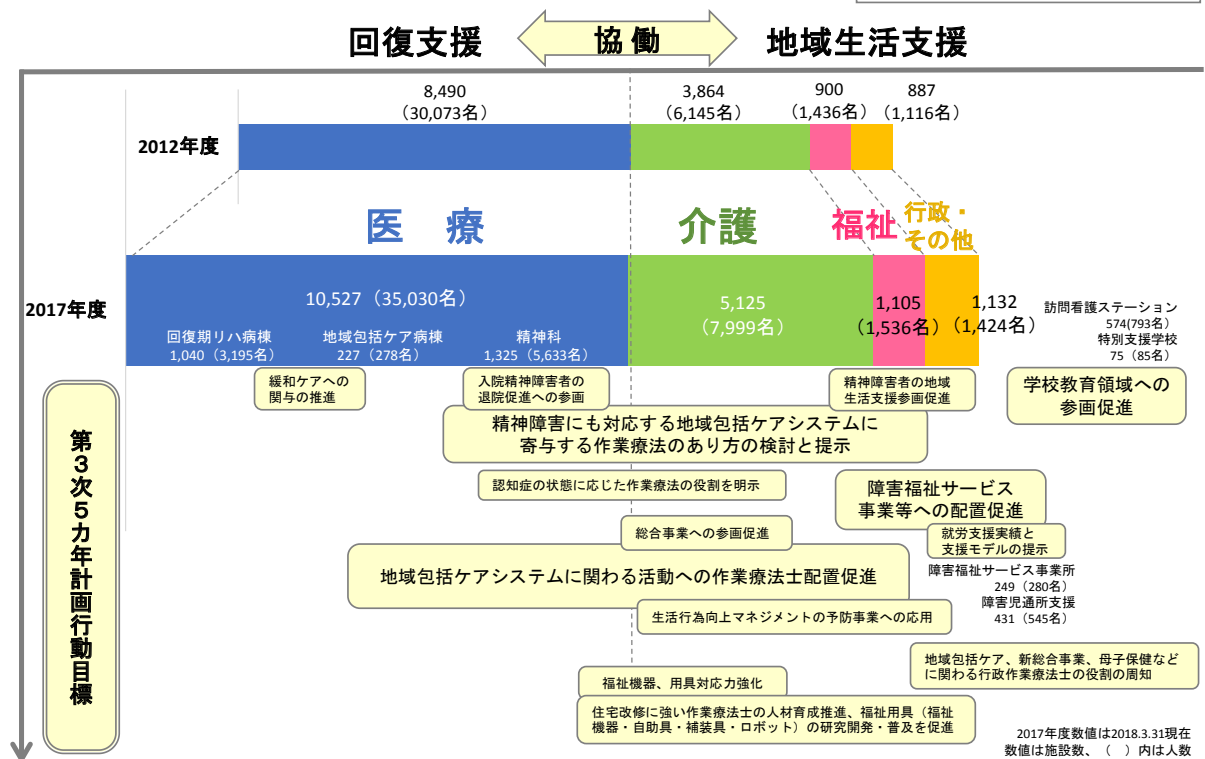 回復支援
協 働
地域生活支援
8,490
（30,073名）
3,864
（6,145名）
900
（1,436名）
887
（1,116名）
2012年度
医 療
介護
福祉
行政・
その他
2017年度
10,527（35,030名）
5,125
（7,999名）
1,105
（1,536名）
1,132
（1,424名）
回復期リハ病棟
1,040（3,195名）
地域包括ケア病棟
227（278名）
精神科
1,325（5,633名）
訪問看護ステーション
574(793名）
特別支援学校
75（85名）
緩和ケアへの
関与の推進
入院精神障害者の
退院促進への参画
精神障害者の地域
生活支援参画促進
学校教育領域への
参画促進
第３次５カ年計画行動目標
精神障害にも対応する地域包括ケアシステムに
寄与する作業療法のあり方の検討と提示
認知症の状態に応じた作業療法の役割を明示
障害福祉サービス
事業等への配置促進
総合事業への参画促進
就労支援実績と
支援モデルの提示
地域包括ケアシステムに関わる活動への作業療法士配置促進
障害福祉サービス事業所
249（280名）
障害児通所支援
431（545名）
生活行為向上マネジメントの予防事業への応用
地域包括ケア、新総合事業、母子保健など
に関わる行政作業療法士の役割の周知
福祉機器、用具対応力強化
住宅改修に強い作業療法士の人材育成推進、福祉用具（福祉
機器・自助具・補装具・ロボット）の研究開発・普及を促進
2017年度数値は2018.3.31現在
数値は施設数、（　）内は人数